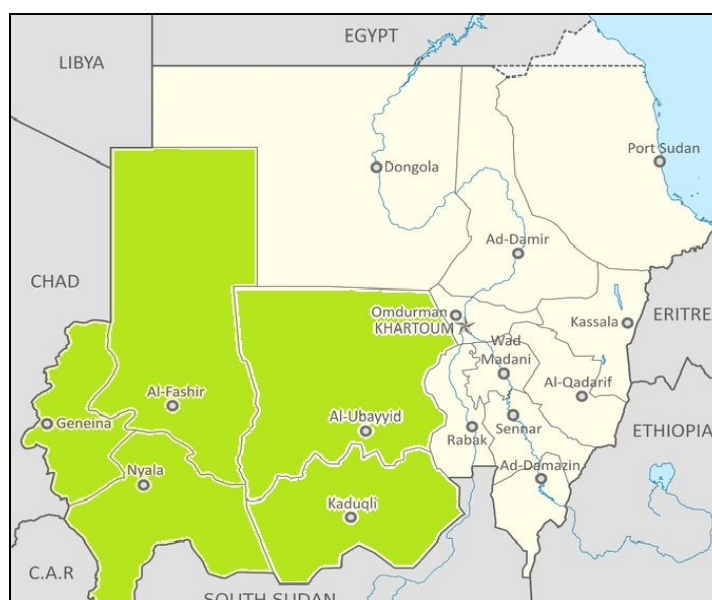 EGYPT
LIBYA
Port Sudan
Dongola
Ad-Damir
CHAD
Omdurman
KHARTOUM
Kassala
ERITRE
Wad
Madani
Al-Qadarif
Al-Fashir
Geneina
Al-Ubayyid
Rabak
Sennar
ETHIOPIA
Nyala
Ad-Damazin
Kaduqli
C.A.R
SOUTH SUDAN